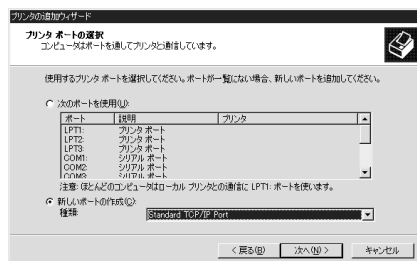 プリンタの追加ウィザード
プリンタ ポートの選択
コンピュータはポートを通してプリンタと通信しています。
使用するプリンタ ポートを選択してください。ポートが一覧にない場合、新しいポートを追加してください。
次のポートを使用(U):
ポート 説明 プリンタ
LPT1: プリンタ ポート
LPT2: プリンタ ポート
LPT3: プリンタ ポート
COM1: シリアル ポート
COM2: シリアル ポート
COM3: シリアル ポート
注意: ほとんどのコンピュータはローカル プリンタとの通信に LPT1: ポートを使います。
新しいポートの作成(C):
種類: Standard TCP/IP Port
< 戻る(B) 次へ(N) > キャンセル